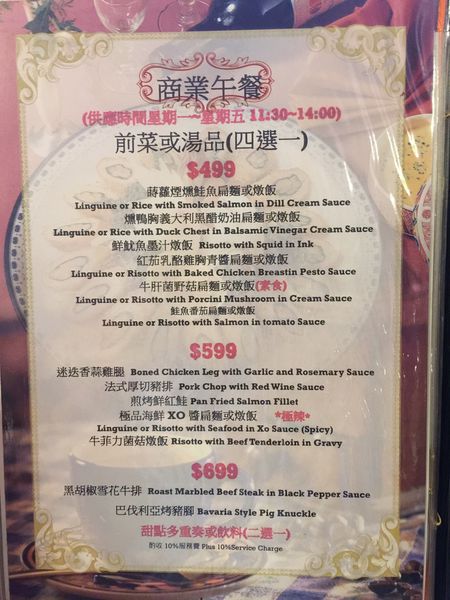 商業午餐
(供應時間星期一~星期五 11:30~14:00)
前菜或湯品(四選一)
$499
蒔蘿煙燻鮭魚扁麵或燉飯
Linguine or Rice with Smoked Salmon in Dill Cream Sauce
燻鴨胸義大利黑醋奶油扁麵或燉飯
Linguine or Rice with Duck Chest in Balsamic Vinegar Cream Sauce
鮮魷魚墨汁燉飯 Risotto with Squid in Ink
紅茄乳酪雞胸青醬扁麵或燉飯
Linguine or Risotto with Baked Chicken Breastin Pesto Sauce
牛肝菌野菇扁麵或燉飯(素食)
Linguine or Risotto with Porcini Mushroom in Cream Sauce
鮭魚番茄扁麵或燉飯
Linguine or Risotto with Salmon in tomato Sauce
$599
迷迭香蒜雞腿 Boned Chicken Leg with Garlic and Rosemary Sauce
法式厚切豬排 Pork Chop with Red Wine Sauce
煎烤鮮紅鮭 Pan Fried Salmon Fillet
極品海鮮 XO 醬扁麵或燉飯 *極辣*
Linguine or Risotto with Seafood in Xo Sauce (Spicy)
牛菲力菌菇燉飯 Risotto with Beef Tenderloin in Gravy
$699
黑胡椒雪花牛排 Roast Marbled Beef Steak in Black Pepper Sauce
巴伐利亞烤豬腳 Bavaria Style Pig Knuckle
甜點多重奏或飲料(二選一)
酌收 10%服務費 Plus 10%Service Charge